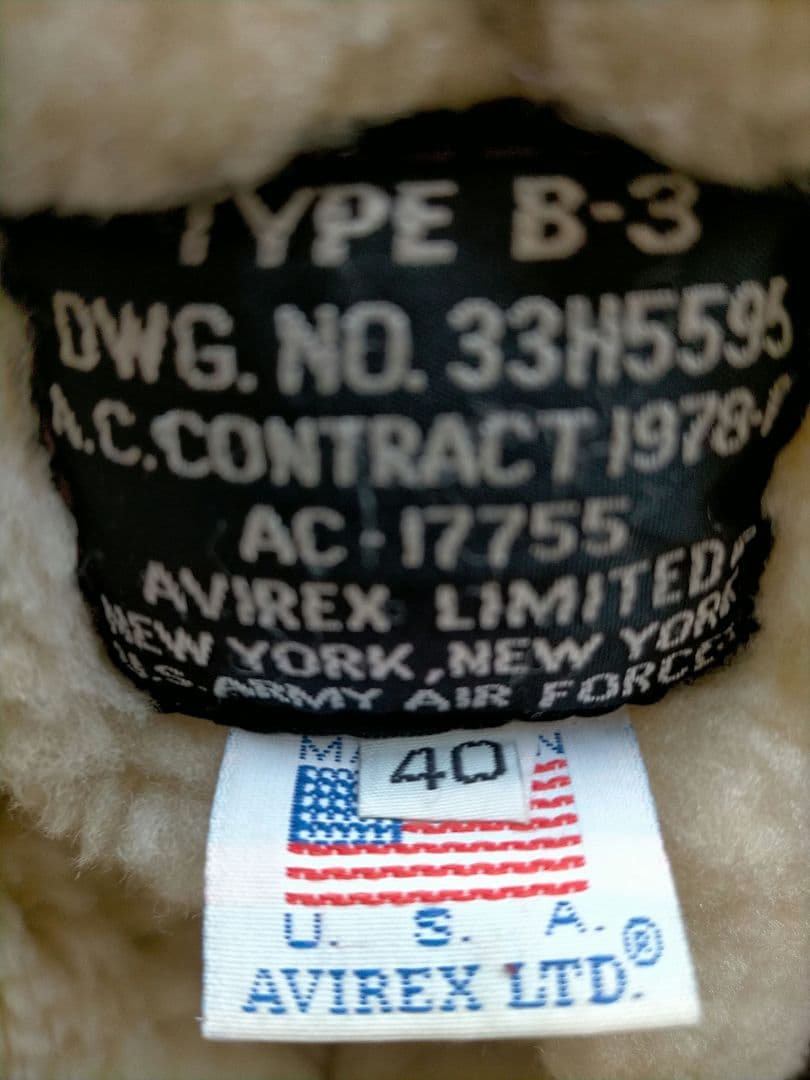 TYPE B-3
DWG. NO. 33H5595
A.C. CONTRACT 1978-
AC-17755
AVIREX LIMITED
NEW YORK, NEW YORK
U.S. ARMY AIR FORCE
40
U. S. A.
AVIREX LTD.®